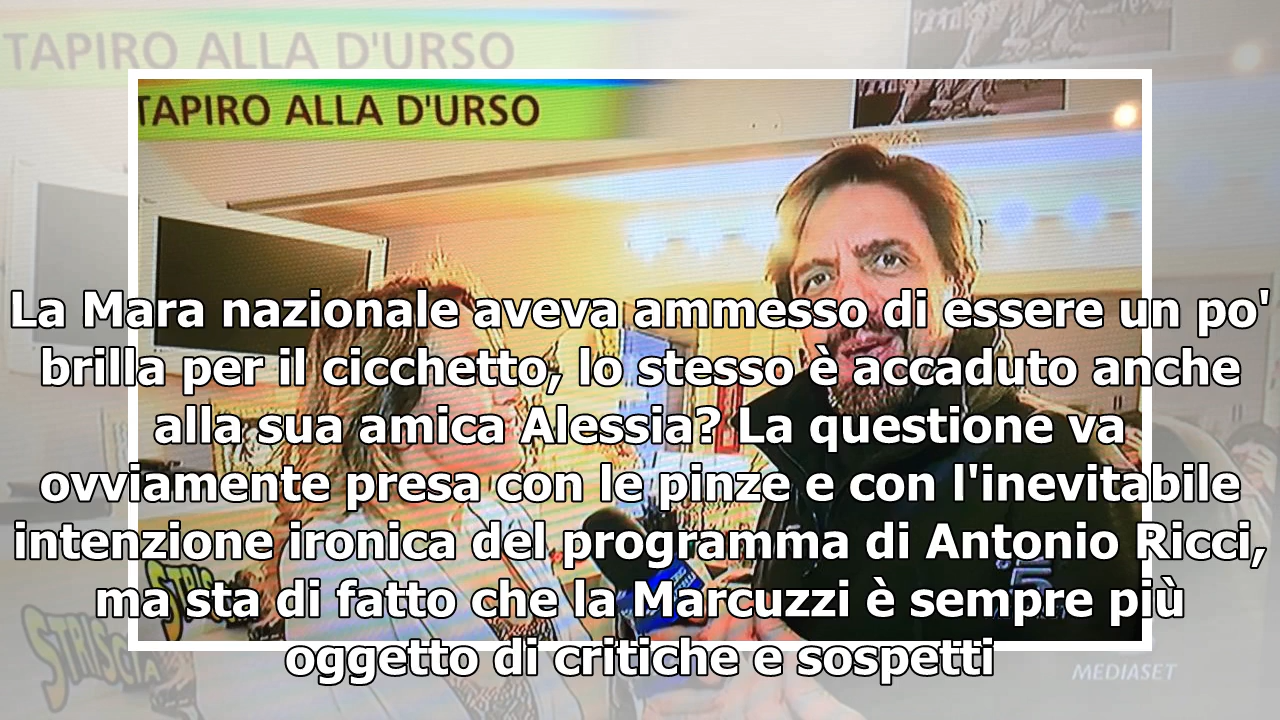 TAPIRO ALLA D'URSO
TAPIRO ALLA D'URSO
La Mara nazionale aveva ammesso di essere un po'
brilla per il cicchetto, lo stesso è accaduto anche
alla sua amica Alessia? La questione va
ovviamente presa con le pinze e con l'inevitabile
intenzione ironica del programma di Antonio Ricci,
ma sta di fatto che la Marcuzzi è sempre più
oggetto di critiche e sospetti
5
STRISCIA
MEDIASET